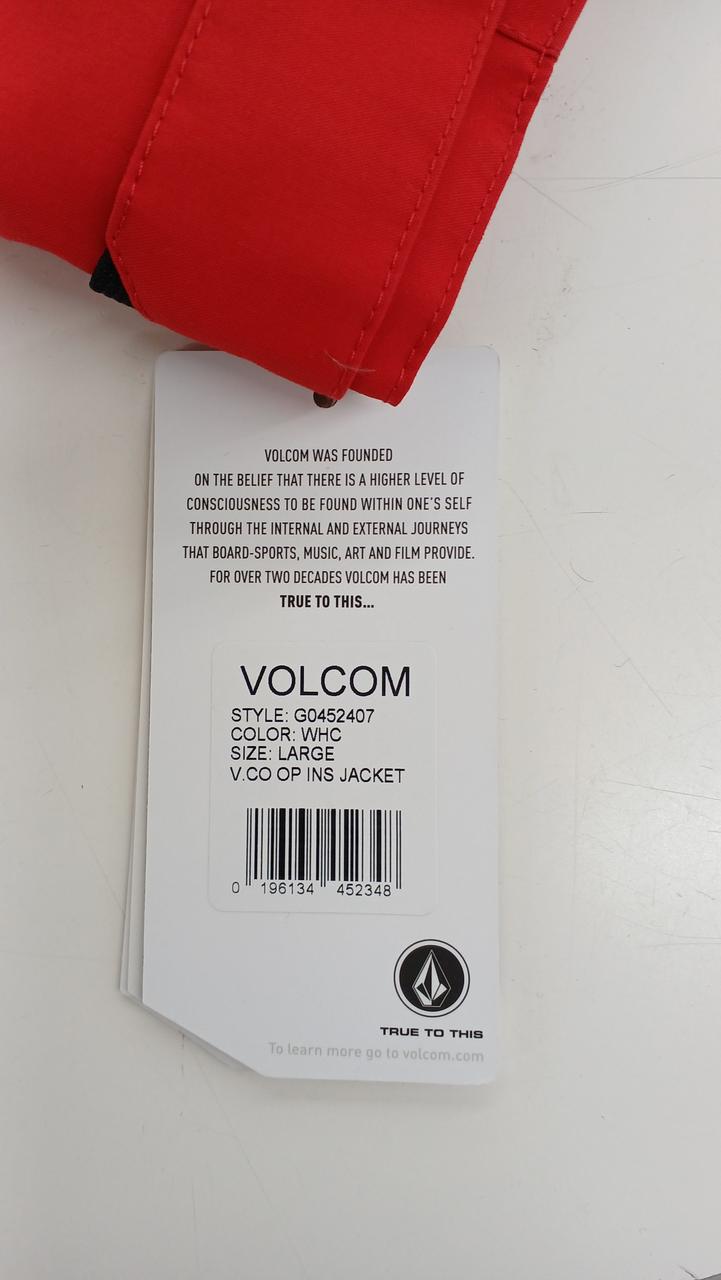 VOLCOM WAS FOUNDED
ON THE BELIEF THAT THERE IS A HIGHER LEVEL OF
CONSCIOUSNESS TO BE FOUND WITHIN ONE'S SELF
THROUGH THE INTERNAL AND EXTERNAL JOURNEYS
THAT BOARD-SPORTS, MUSIC, ART AND FILM PROVIDE.
FOR OVER TWO DECADES VOLCOM HAS BEEN
TRUE TO THIS...
VOLCOM
STYLE: G0452407
COLOR: WHC
SIZE: LARGE
V.CO OP INS JACKET
0 196134 452348
TRUE TO THIS
To learn more go to volcom.com